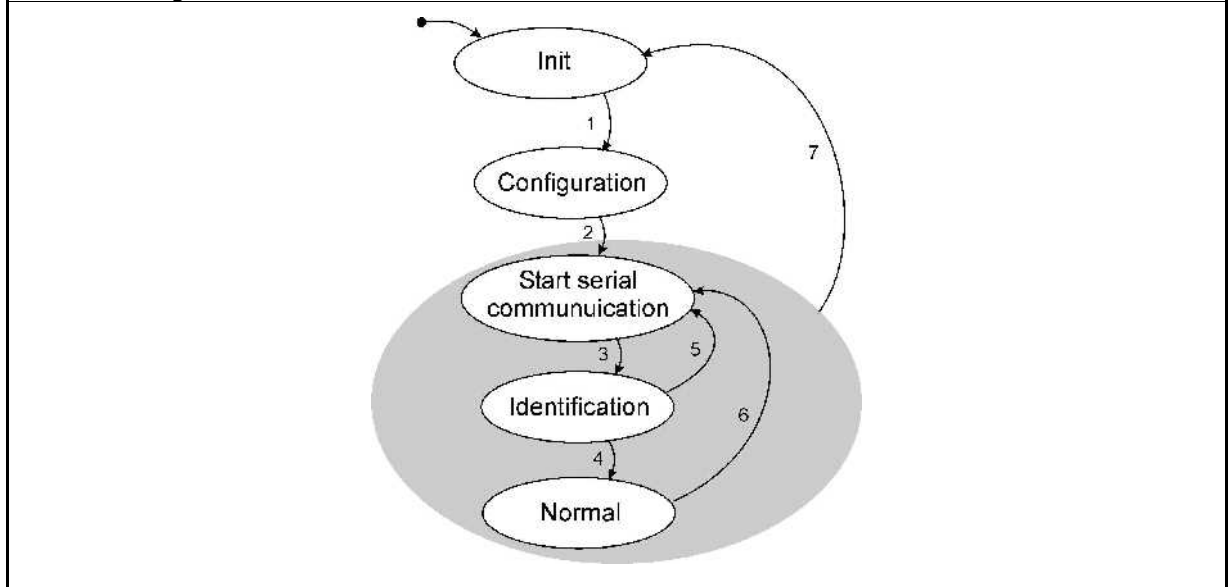 Init
1
7
Configuration
2
Start serial
communuication
3
5
Identification
6
4
Normal